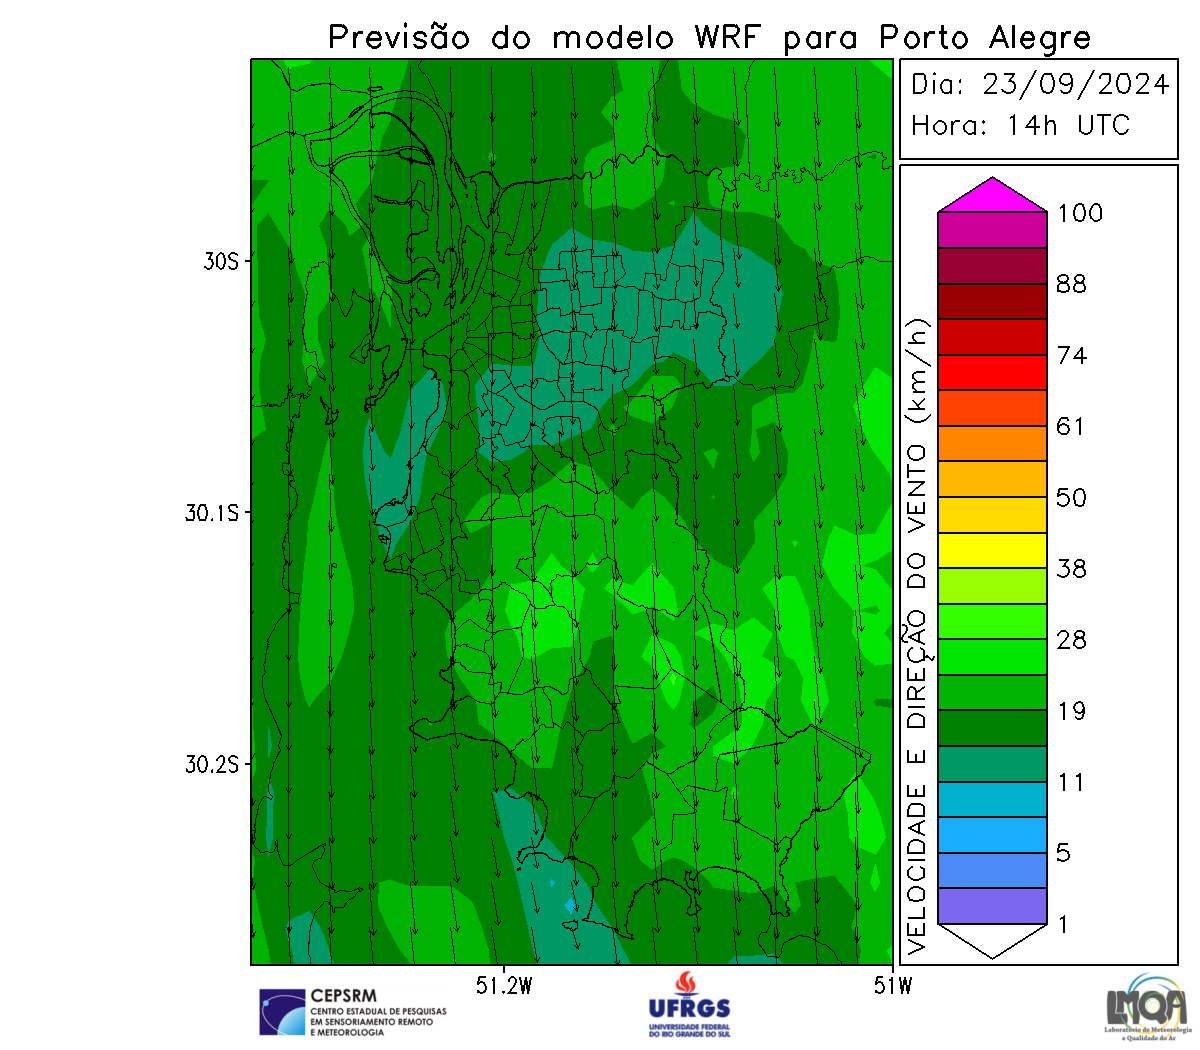 Previsão do modelo WRF para Porto Alegre
Dia: 23/09/2024
Hora: 14h UTC
30S
30.1S
30.2S
51.2W
51W
VELOCIDADE E DIREÇÃO DO VENTO (km/h)
100
88
74
61
50
38
28
19
11
5
1
CEPSRM
CENTRO ESTADUAL DE PESQUISAS
EM SENSORIAMENTO REMOTO
E METEOROLOGIA
UFRGS
UNIVERSIDADE FEDERAL
DO RIO GRANDE DO SUL
LMQA
Laboratório de Meteorologia
e Qualidade do Ar